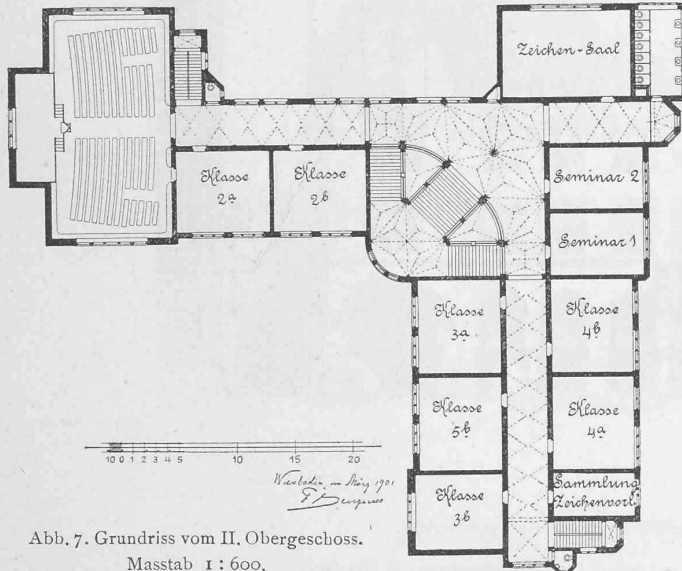 Zeichen-Saal
Klasse
2a
Klasse
2b
Seminar 2
Seminar 1
Klasse
3a
Klasse
4b
Klasse
5b
Klasse
4a
Klasse
3b
Sammlung
Zeichenvorl.
10 0 1 2 3 4 5 10 15 20
Wiesbaden im März 1901
Abb. 7. Grundriss vom II. Obergeschoss.
Masstab 1 : 600.